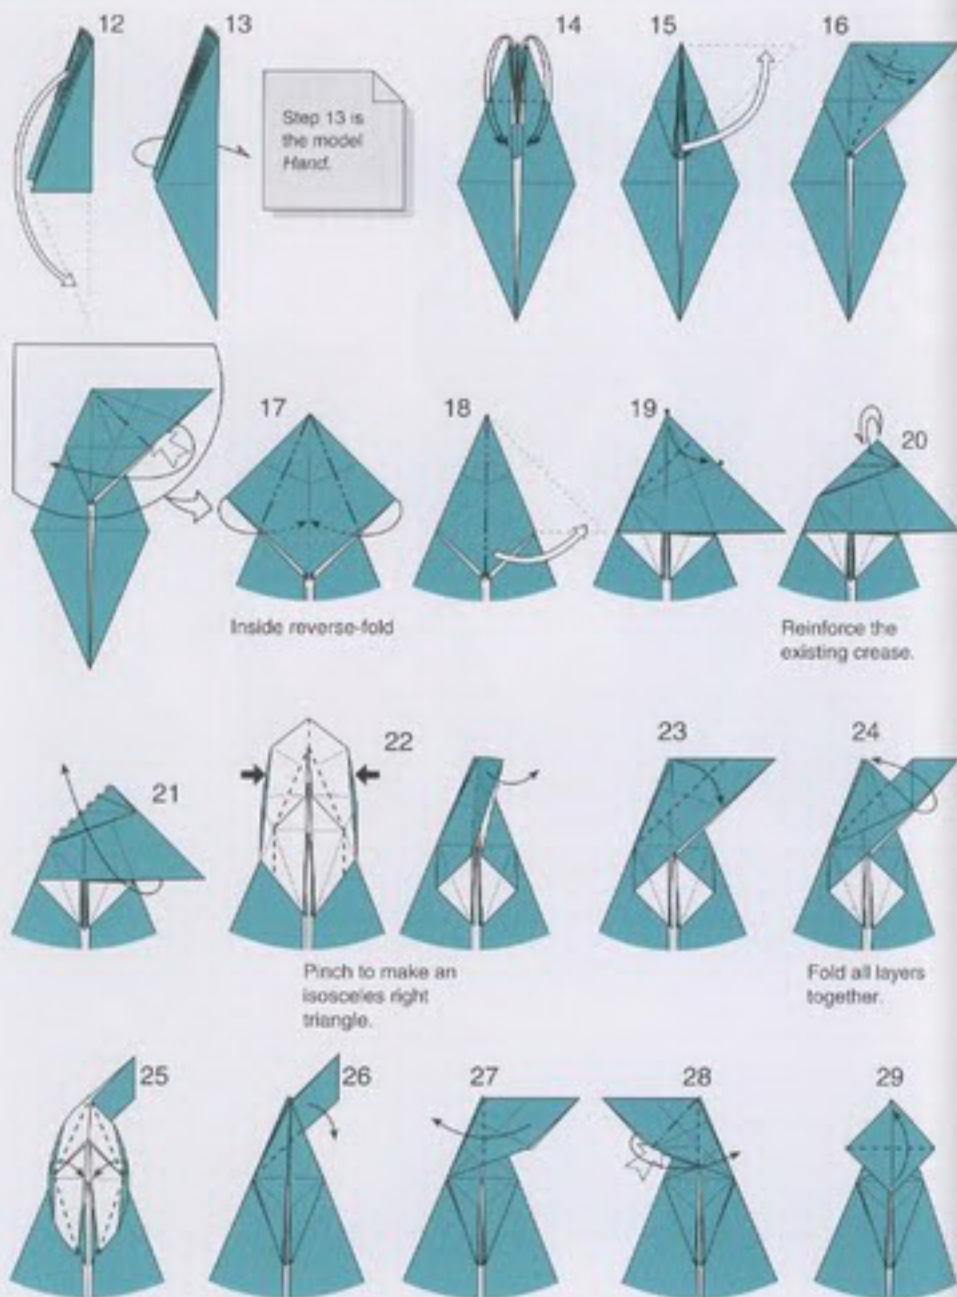 12
13
14
15
16
Step 13 is
the model
Hand.
17
18
19
20
Inside reverse-fold
Reinforce the
existing crease.
21
22
23
24
Pinch to make an
isosceles right
triangle.
Fold all layers
together.
25
26
27
28
29